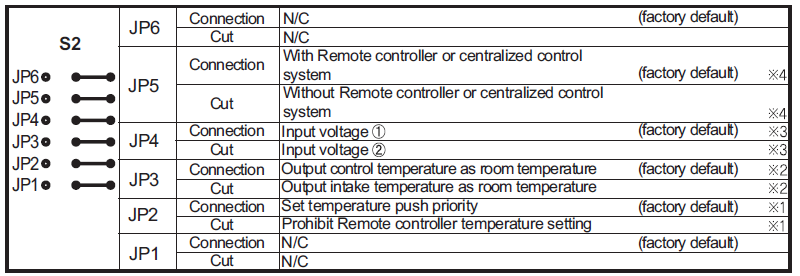 S2
JP6
JP5
JP4
JP3
JP2
JP1
JP6 Connection N/C (factory default)
Cut N/C
JP5 Connection With Remote controller or centralized control
system (factory default) ※4
Cut Without Remote controller or centralized control
system ※4
JP4 Connection Input voltage ① (factory default) ※3
Cut Input voltage ② ※3
JP3 Connection Output control temperature as room temperature (factory default) ※2
Cut Output intake temperature as room temperature ※2
JP2 Connection Set temperature push priority (factory default) ※1
Cut Prohibit Remote controller temperature setting ※1
JP1 Connection N/C (factory default)
Cut N/C